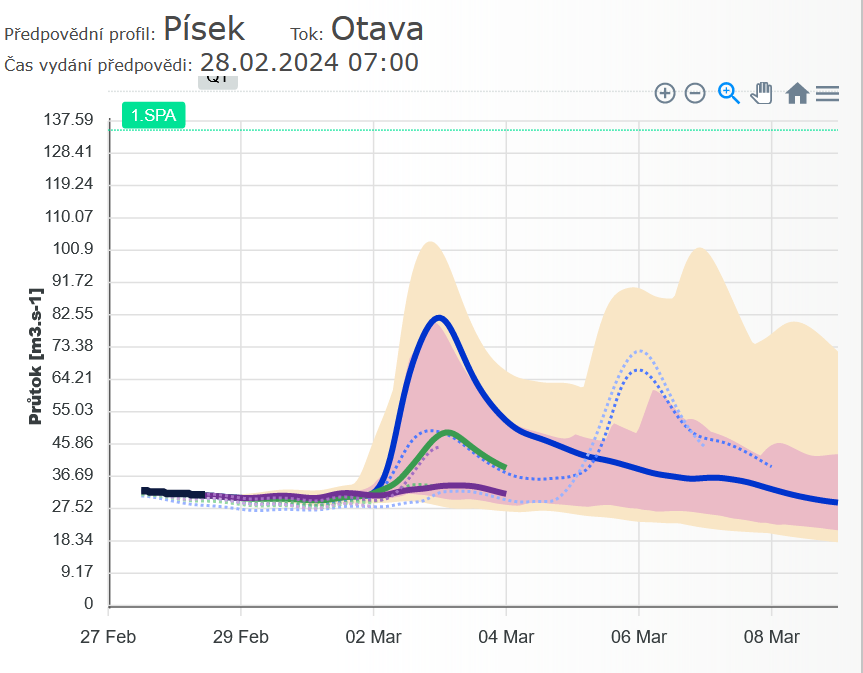 Předpovědní profil: Písek Tok: Otava
Čas vydání předpovědi: 28.02.2024 07:00
Q1
1.SPA
137.59
128.41
119.24
110.07
100.9
91.72
82.55
73.38
64.21
55.03
45.86
36.69
27.52
18.34
9.17
0
Průtok [m3.s-1]
27 Feb 29 Feb 02 Mar 04 Mar 06 Mar 08 Mar